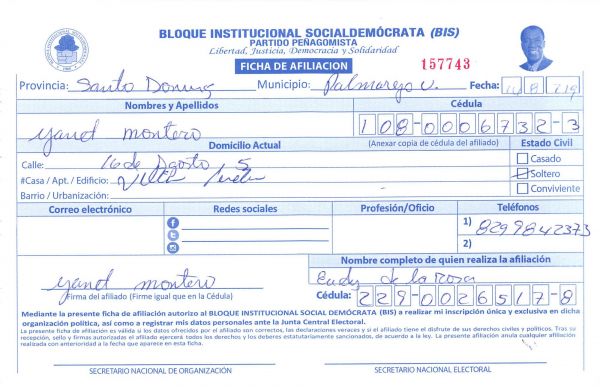 BLOQUE INSTITUCIONAL SOCIALDEMÓCRATA (BIS)
PARTIDO PEÑAGOMISTA
Libertad, Justicia, Democracia y Solidaridad
FICHA DE AFILIACION
157743
Provincia: Santo Domingo Municipio: Palmarejo V. Fecha: 8 19
Nombres y Apellidos Cédula
Yanet montero 108-0006732-3
Domicilio Actual (Anexar copia de cédula del afiliado) Estado Civil
Calle: 16 de Agosto 5 Casado
#Casa / Apt. / Edificio: Villa Soltero
Barrio / Urbanización: Conviviente
Correo electrónico Redes sociales Profesión/Oficio Teléfonos
1) 8299842373
2)
Nombre completo de quien realiza la afiliación
Yanet montero Eudy de la Rosa
Firma del afiliado (Firme igual que en la Cédula) Cédula: 229-0026517-8
Mediante la presente ficha de afiliación autorizo al BLOQUE INSTITUCIONAL SOCIAL DEMÓCRATA (BIS) a realizar mi inscripción única y exclusiva en dicha
organización política, así como a registrar mis datos personales ante la Junta Central Electoral.
La presente ficha de afiliación es válida si los datos ofrecidos por el afiliado son correctos, las declaraciones veraces y si el afiliado tiene el disfrute de sus derechos civiles y políticos. Tras su
recepción, sello y firmas autorizadas el afiliado ejercerá todos los derechos y los deberes estatutariamente sancionados, de acuerdo a la ley. La presente afiliación anula cualquier afiliación
realizada con anterioridad a la fecha que aparece en esta ficha.
SECRETARIO NACIONAL DE ORGANIZACIÓN SECRETARIO NACIONAL ELECTORAL